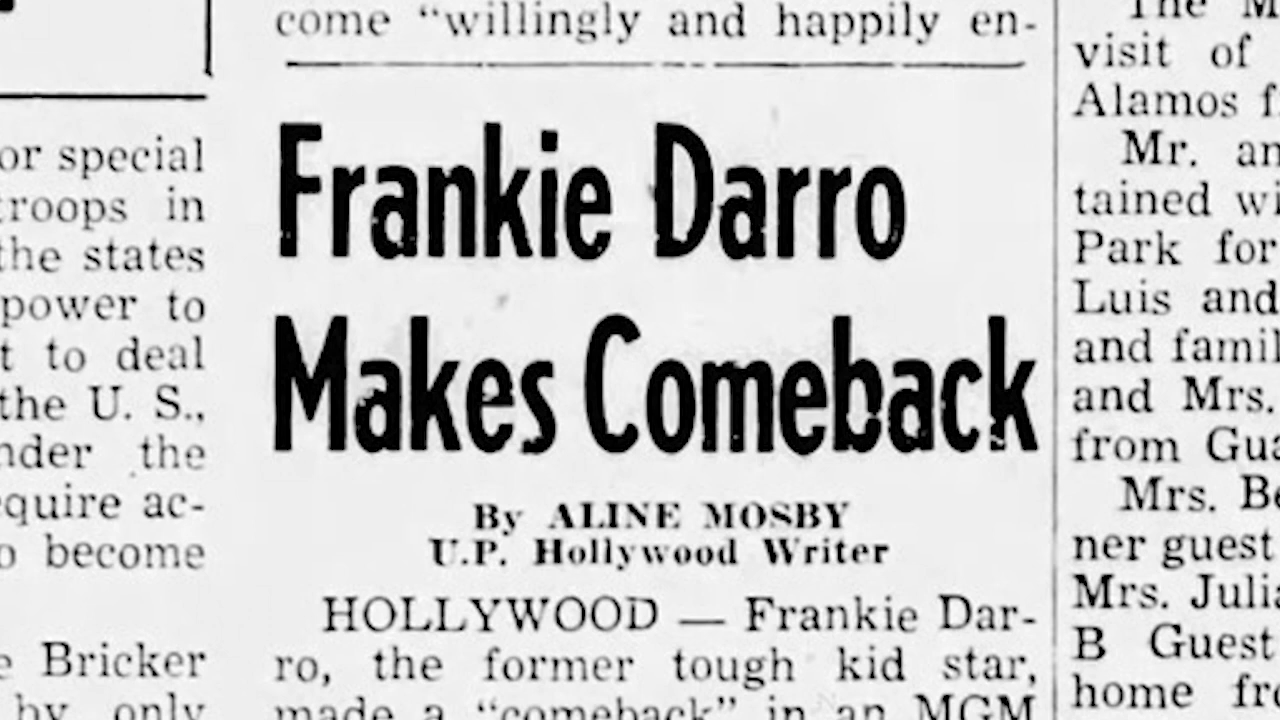 or special
troops in
the states
power to
t to deal
the U. S.,
nder the
equire ac-
o become
e Bricker
by only
come “willingly and happily en-
Frankie Darro
Makes Comeback
By ALINE MOSBY
U.P. Hollywood Writer
HOLLYWOOD — Frankie Dar-
ro, the former tough kid star,
made a “comeback” in an MGM
The M
visit of
Alamos f
Mr. an
tained wi
Park for
Luis and
and famil
and Mrs.
from Gua
Mrs. Be
ner guest
Mrs. Julia
B Guest
home fro